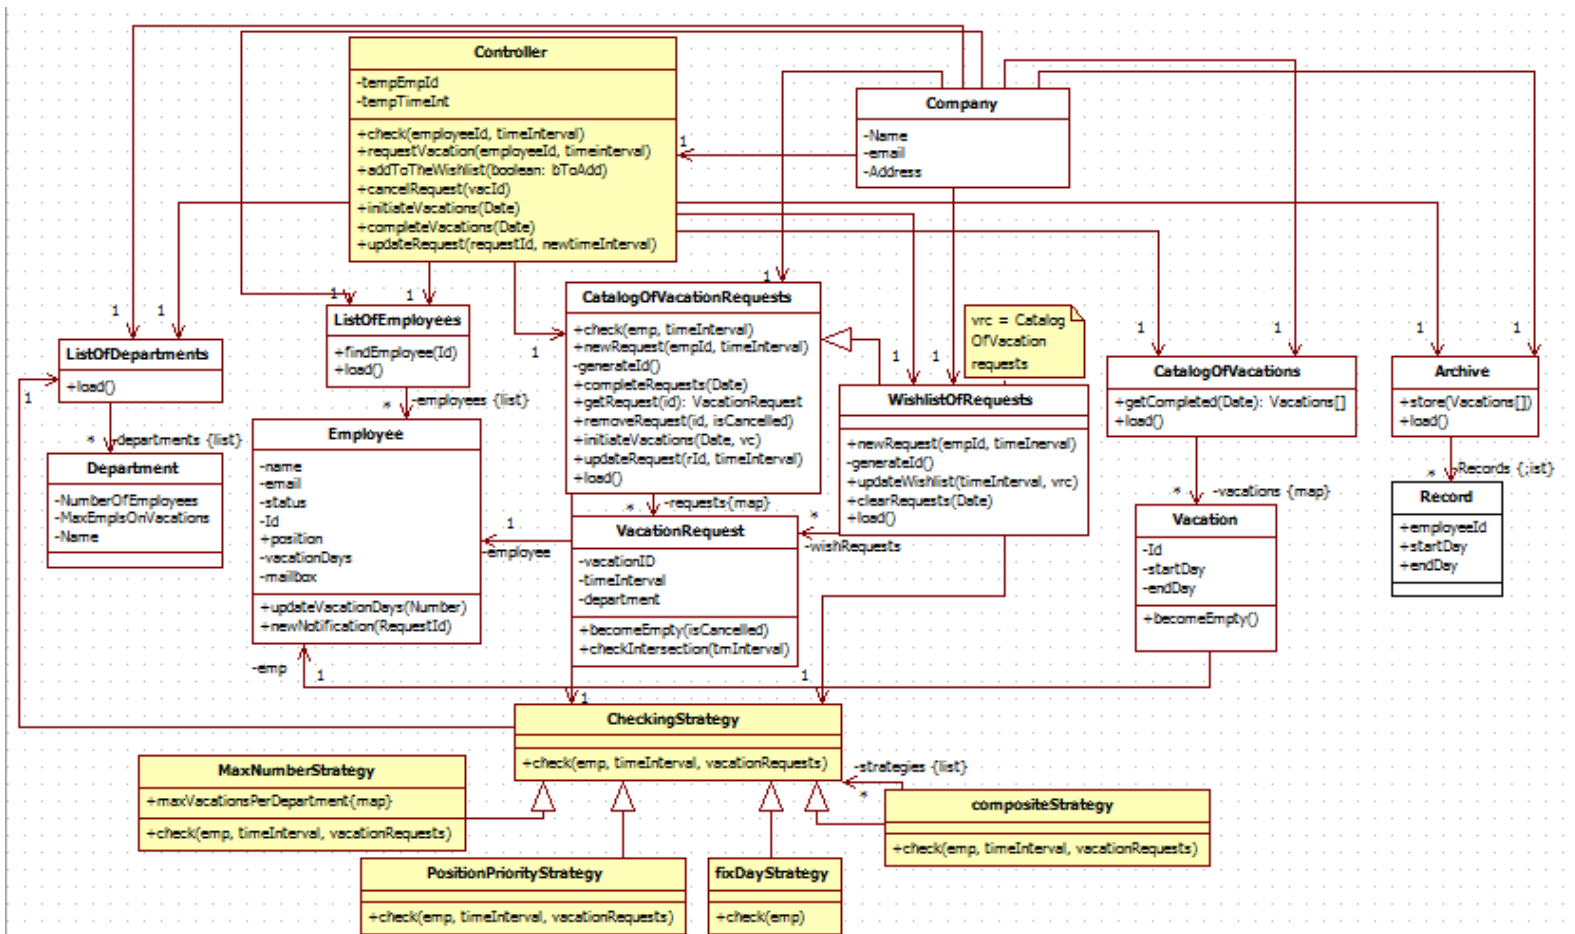 Controller
-tempEmpId
-tempTimeInt
+check(employeeId, timeInterval)
+requestVacation(employeeId, timeinterval)
+addToTheWishlist(boolean: bToAdd)
+cancelRequest(vacId)
+initiateVacations(Date)
+completeVacations(Date)
+updateRequest(requestId, newtimeInterval)
Company
-Name
-email
-Address
1
1
1
1
1
1
1
1
1
1
1
1
ListOfDepartments
+load()
ListOfEmployees
+findEmployee(Id)
+load()
CatalogOfVacationRequests
+check(emp, timeInterval)
+newRequest(empId, timeInterval)
-generateId()
+completeRequests(Date)
+getRequest(id): VacationRequest
+removeRequest(id, isCancelled)
+initiateVacations(Date, vc)
+updateRequest(rId, timeInterval)
+load()
vrc = Catalog
OfVacation
requests
WishlistOfRequests
+newRequest(empId, timeInerval)
-generateId()
+updateWishlist(timeInterval, vrc)
+clearRequests(Date)
+load()
CatalogOfVacations
+getCompleted(Date): Vacations[]
+load()
Archive
+store(Vacations[])
+load()
1
* -departments {list}
* -employees {list}
* -requests{map}
* -wishRequests
* -vacations {map}
* Records {;ist}
Department
-NumberOfEmployees
-MaxEmplsOnVacations
-Name
Employee
-name
-email
-status
-Id
+position
-vacationDays
-mailbox
+updateVacationDays(Number)
+newNotification(RequestId)
1
-employee
VacationRequest
-vacationID
-timeInterval
-department
+becomeEmpty(isCancelled)
+checkIntersection(tmInterval)
Vacation
-Id
-startDay
-endDay
+becomeEmpty()
Record
+employeeId
+startDay
+endDay
-emp
1
1
1
CheckingStrategy
+check(emp, timeInterval, vacationRequests)
-strategies {list}
*
MaxNumberStrategy
+maxVacationsPerDepartment{map}
+check(emp, timeInterval, vacationRequests)
compositeStrategy
+check(emp, timeInterval, vacationRequests)
PositionPriorityStrategy
+check(emp, timeInterval, vacationRequests)
fixDayStrategy
+check(emp)